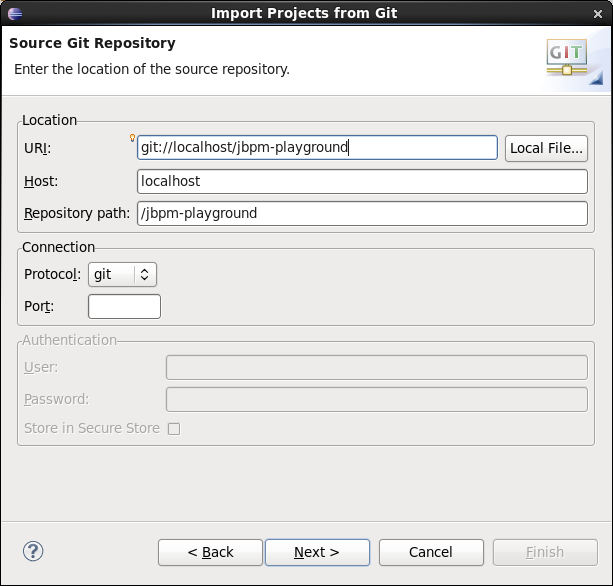 Import Projects from Git
Source Git Repository
Enter the location of the source repository.
GIT
Location
URI: git://localhost/jbpm-playground Local File...
Host: localhost
Repository path: /jbpm-playground
Connection
Protocol: git
Port:
Authentication
User:
Password:
Store in Secure Store
? < Back Next > Cancel Finish